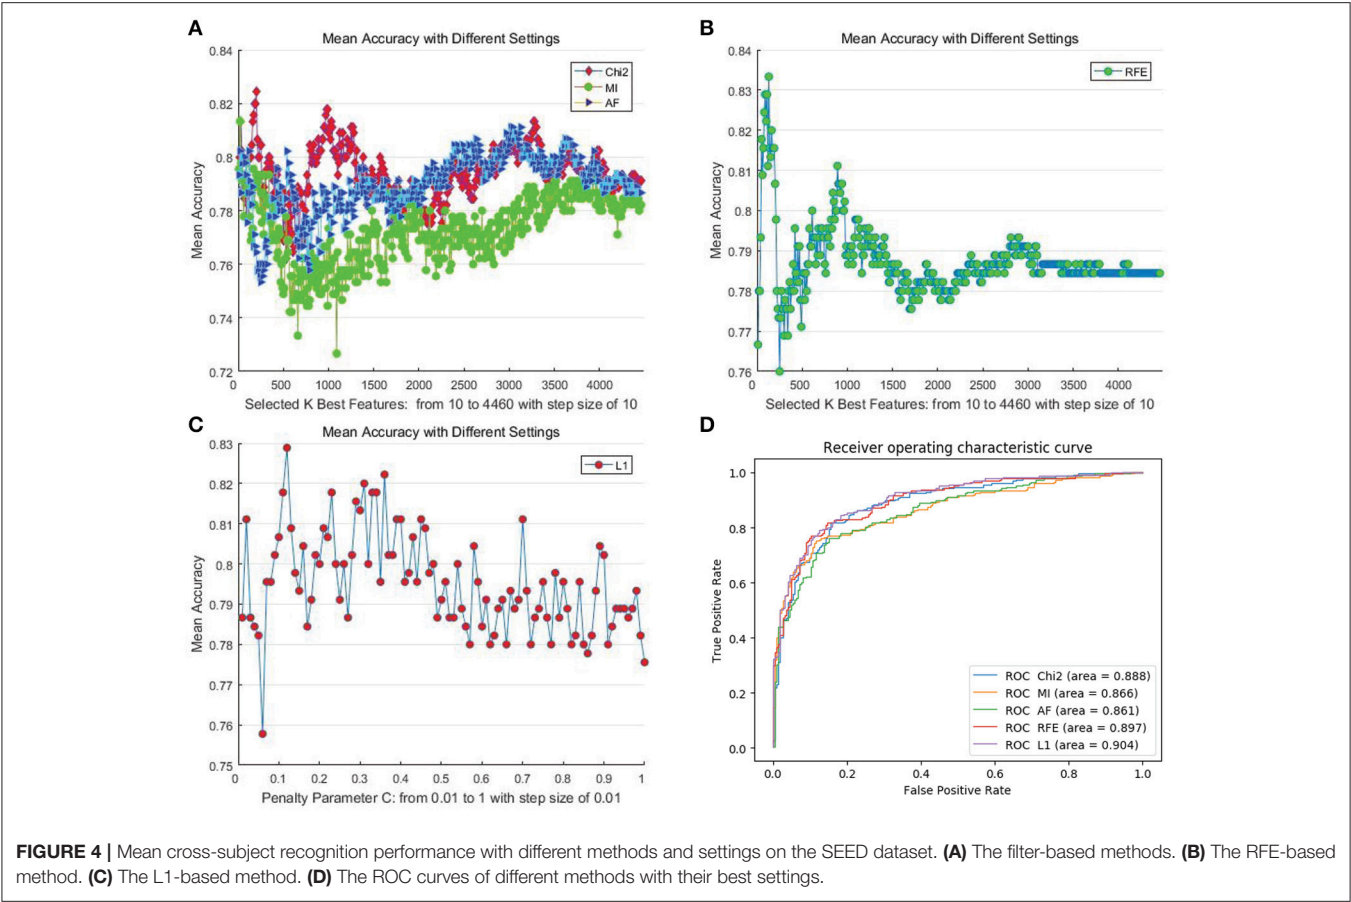 A
Mean Accuracy with Different Settings
0.84
0.82
0.8
0.78
0.76
0.74
0.72
Mean Accuracy
Chi2
MI
AF
0 500 1000 1500 2000 2500 3000 3500 4000
Selected K Best Features: from 10 to 4460 with step size of 10
B
Mean Accuracy with Different Settings
0.84
0.83
0.82
0.81
0.8
0.79
0.78
0.77
0.76
Mean Accuracy
RFE
0 500 1000 1500 2000 2500 3000 3500 4000
Selected K Best Features: from 10 to 4460 with step size of 10
C
Mean Accuracy with Different Settings
0.83
0.82
0.81
0.8
0.79
0.78
0.77
0.76
0.75
Mean Accuracy
L1
0 0.1 0.2 0.3 0.4 0.5 0.6 0.7 0.8 0.9 1
Penalty Parameter C: from 0.01 to 1 with step size of 0.01
D
Receiver operating characteristic curve
1.0
0.8
0.6
0.4
0.2
0.0
True Positive Rate
ROC Chi2 (area = 0.888)
ROC MI (area = 0.866)
ROC AF (area = 0.861)
ROC RFE (area = 0.897)
ROC L1 (area = 0.904)
0.0 0.2 0.4 0.6 0.8 1.0
False Positive Rate
FIGURE 4 | Mean cross-subject recognition performance with different methods and settings on the SEED dataset. (A) The filter-based methods. (B) The RFE-based
method. (C) The L1-based method. (D) The ROC curves of different methods with their best settings.